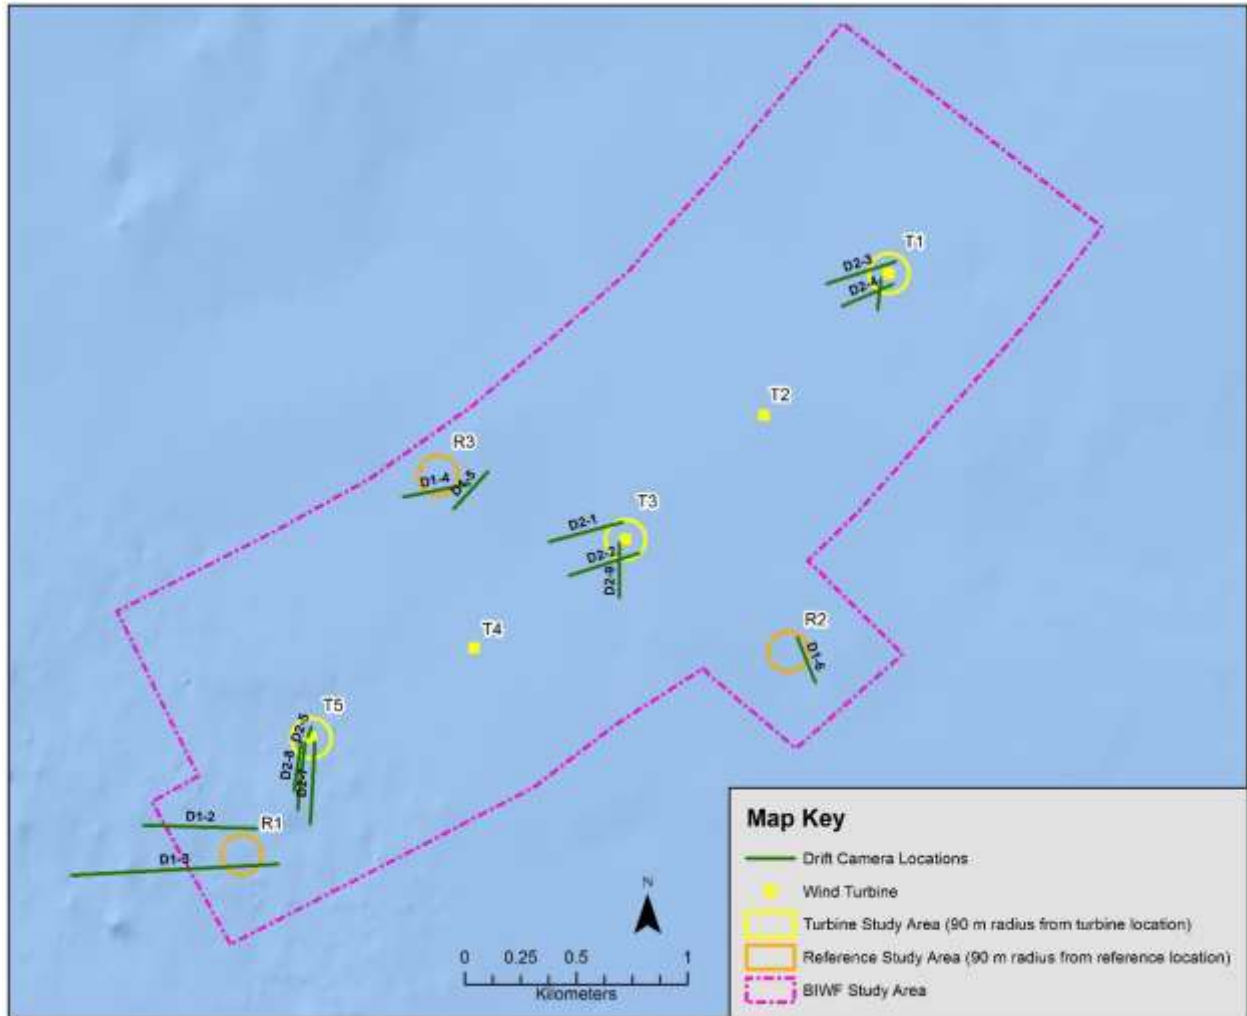 T1
D2-3
D2-4
T2
R3
D1-4
D1-5
T3
D2-1
D2-2
D2-9
R2
D1-6
T4
T5
D2-5
D2-8
D2-7
D1-2
R1
D1-3
N
0 0.25 0.5 1
Kilometers
Map Key
Drift Camera Locations
Wind Turbine
Turbine Study Area (90 m radius from turbine location)
Reference Study Area (90 m radius from reference location)
BIWF Study Area